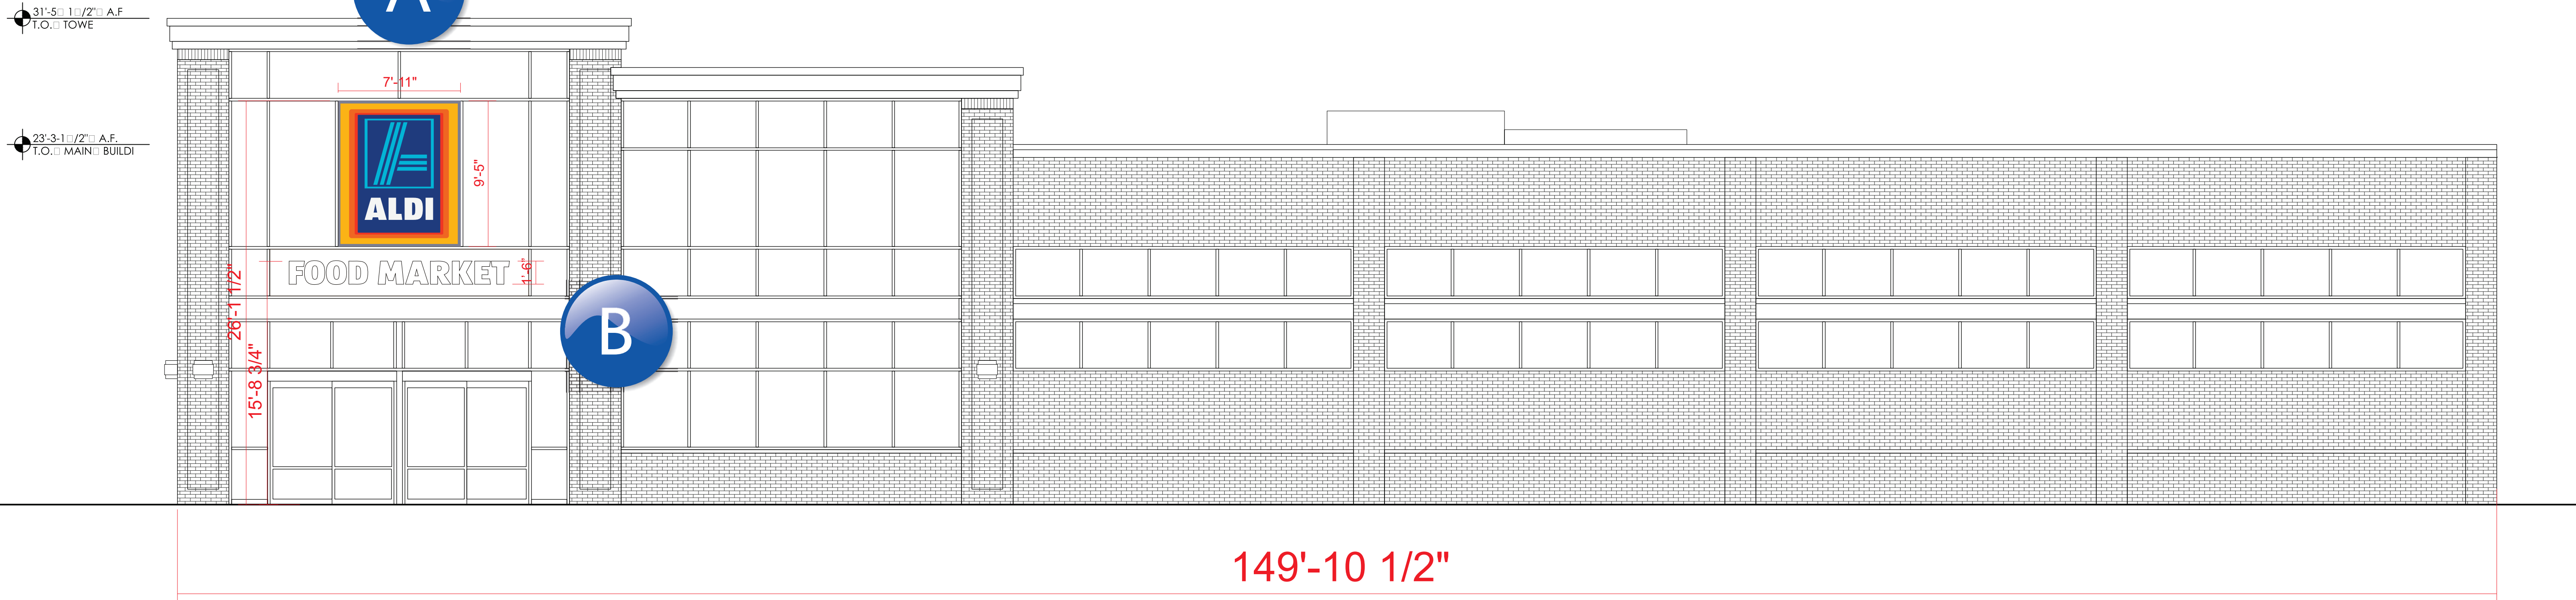 31'-5□ 1□/2"□ A.F
T.O.□ TOWE
A
7'-11"
23'-3-1□/2"□ A.F.
T.O.□ MAIN□ BUILDI
9'-5"
ALDI
FOOD MARKET
1'-6"
26'-1 1/2"
B
15'-8 3/4"
149'-10 1/2"